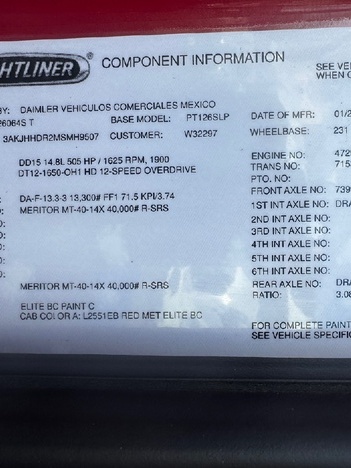 HTLINER COMPONENT INFORMATION
SEE VE
WHEN C
BY: DAIMLER VEHICULOS COMERCIALES MEXICO
26064S T BASE MODEL: PT126SLP DATE OF MFR: 01/2
3AKJHHDR2MSMH9507 CUSTOMER: W32297 WHEELBASE: 231
DD15 14.8L 505 HP / 1625 RPM, 1900 ENGINE NO: 472
DT12-1650-OH1 HD 12-SPEED OVERDRIVE TRANS NO: 715
PTO. NO:
DA-F-13.3-3 13,300# FF1 71.5 KPI/3.74 FRONT AXLE NO: 739
MERITOR MT-40-14X 40,000# R-SRS 1ST INT AXLE NO: DRA
O: 2ND INT AXLE NO:
O: 3RD INT AXLE NO:
O: 4TH INT AXLE NO:
O: 5TH INT AXLE NO:
6TH INT AXLE NO:
MERITOR MT-40-14X 40,000# R-SRS REAR AXLE NO: DRA
RATIO: 3.08
ELITE BC PAINT C
CAB COLOR A: L2551EB RED MET ELITE BC
FOR COMPLETE PAINT
SEE VEHICLE SPECIFIC